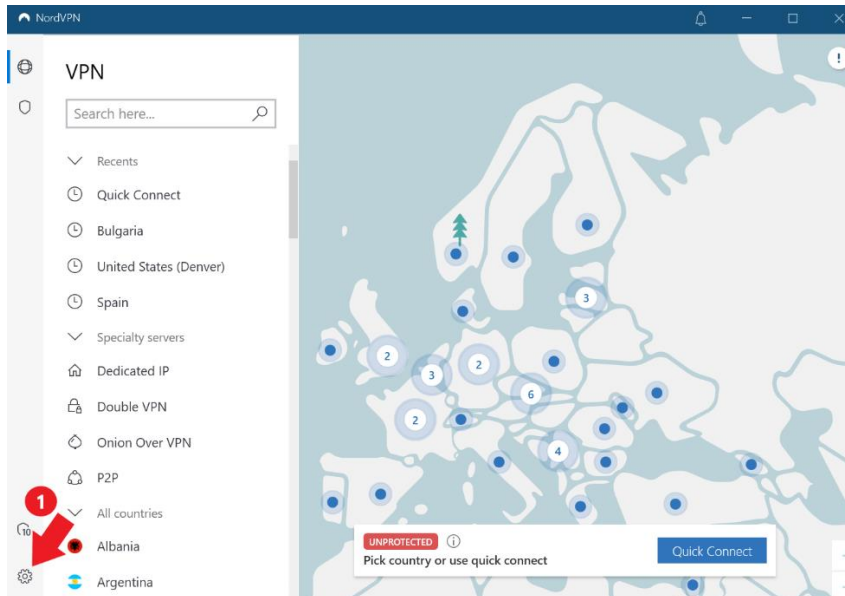 NordVPN
VPN
Search here...
Recents
Quick Connect
Bulgaria
United States (Denver)
Spain
Specialty servers
Dedicated IP
Double VPN
Onion Over VPN
P2P
All countries
Albania
Argentina
1
10
3
2
3
2
6
2
4
!
UNPROTECTED
Pick country or use quick connect
Quick Connect